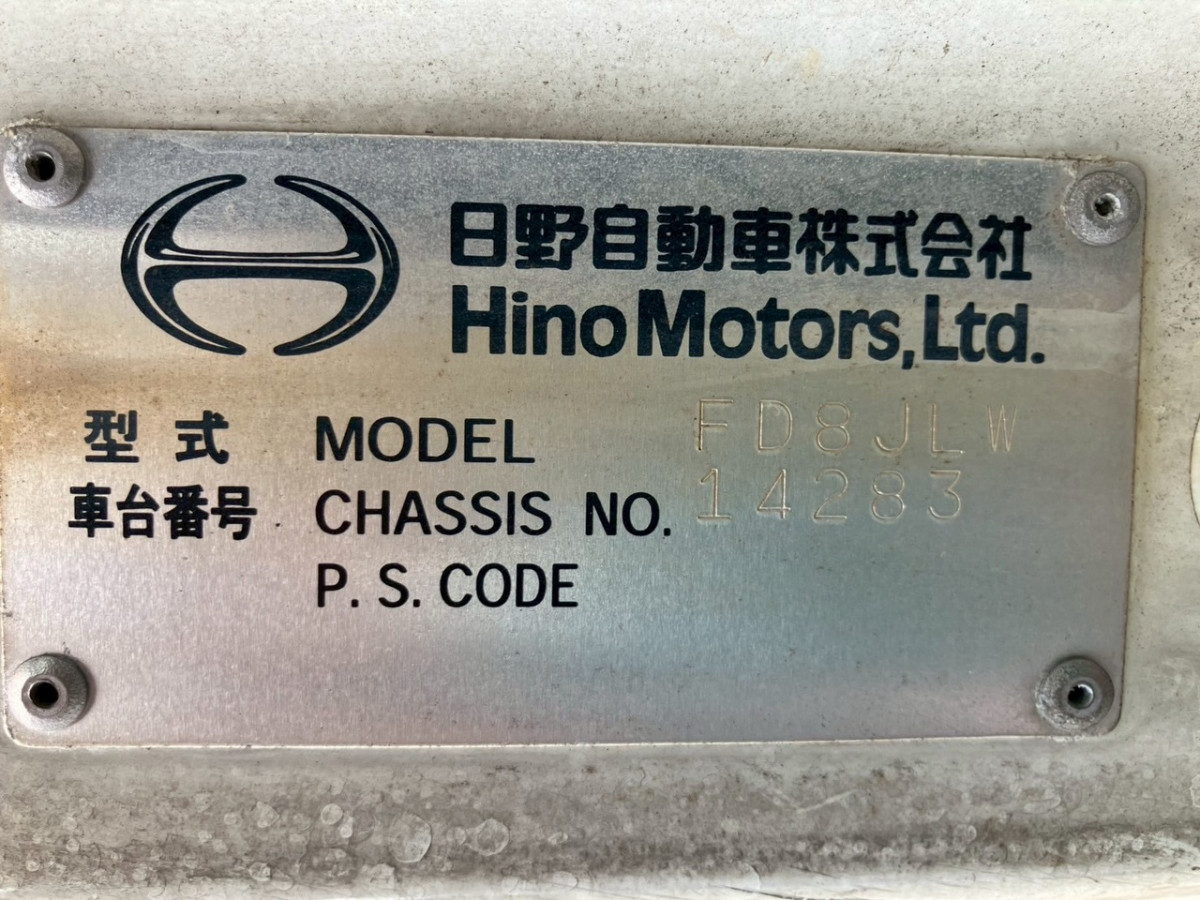 日野自動車株式会社
Hino Motors, Ltd.
型式 MODEL FD8JLW
車台番号 CHASSIS NO. 14283
P. S. CODE